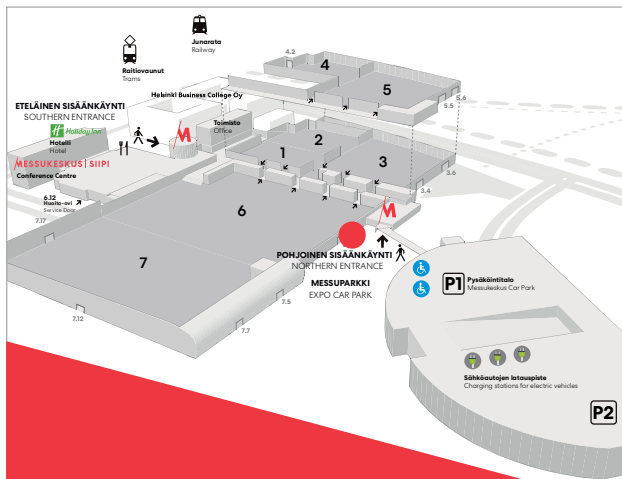 Junarata
Railway
Raitiovaunut
Trams
4.2
4
5
5.6
5.5
Helsinki Business College Oy
ETELÄINEN SISÄÄNKÄYNTI
SOUTHERN ENTRANCE
Holiday Inn
Hotelli
Hotel
Toimisto
Office
MESSUKESKUS SIIPI
Conference Centre
1
2
3
3.6
3.4
6.12
Huolto-ovi
Service Door
7.17
6
7
POHJOINEN SISÄÄNKÄYNTI
NORTHERN ENTRANCE
MESSUPARKKI
EXPO CAR PARK
P1
Pysäköintitalo
Messukeskus Car Park
7.5
7.7
7.12
Sähköautojen latauspiste
Charging stations for electric vehicles
P2